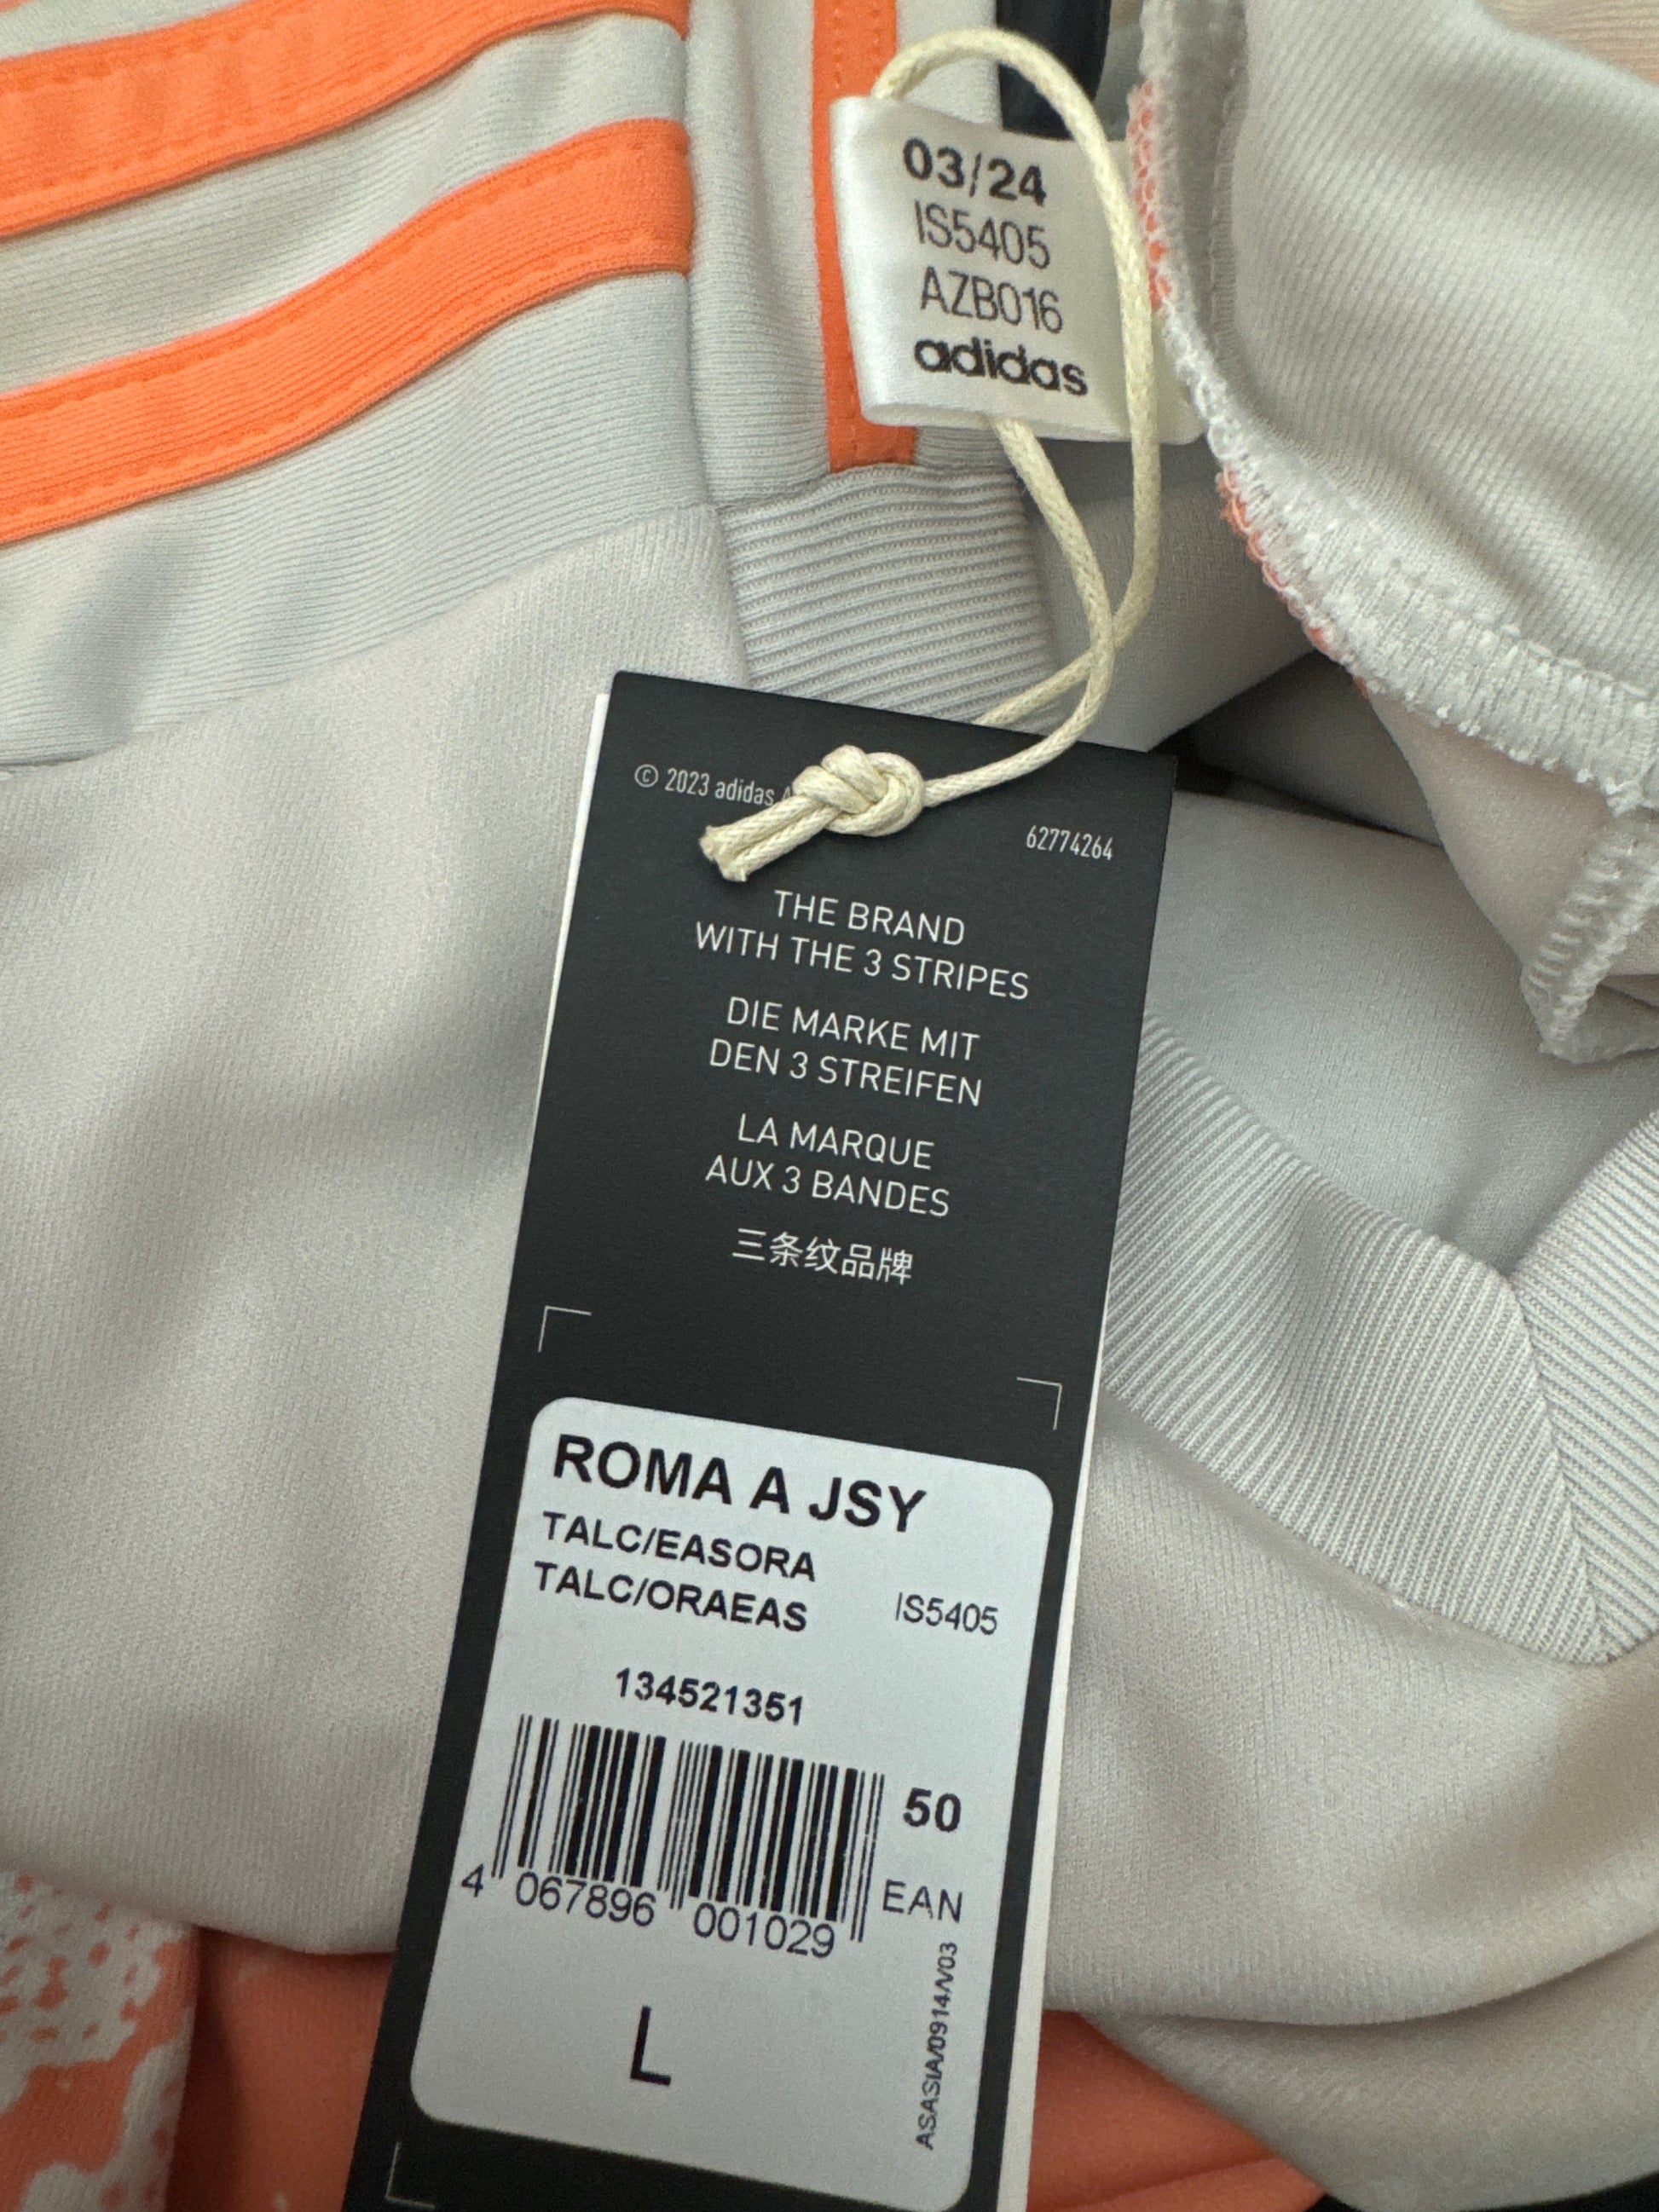 03/24
IS5405
AZB016
adidas
© 2023 adidas
62774264
THE BRAND
WITH THE 3 STRIPES
DIE MARKE MIT
DEN 3 STREIFEN
LA MARQUE
AUX 3 BANDES
三条纹品牌
ROMA A JSY
TALC/EASORA
TALC/ORAEAS
IS5405
134521351
50
4 067896 001029
EAN
ASASIA/0914/V03
L